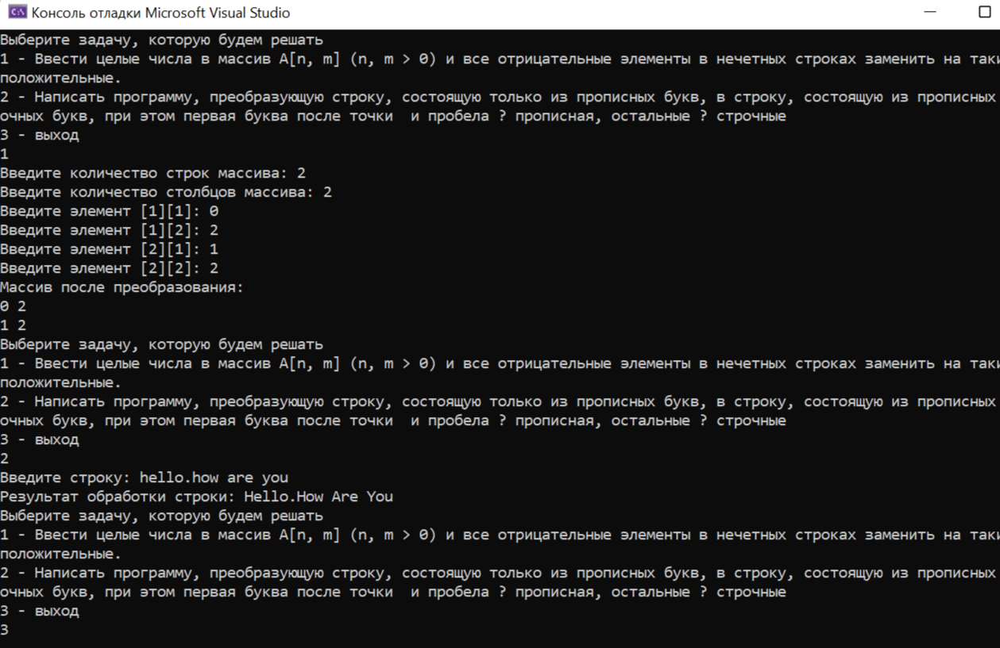 Консоль отладки Microsoft Visual Studio
Выберите задачу, которую будем решать
1 - Ввести целые числа в массив A[n, m] (n, m > 0) и все отрицательные элементы в нечетных строках заменить на таки
положительные.
2 - Написать программу, преобразующую строку, состоящую только из прописных букв, в строку, состоящую из прописных
очных букв, при этом первая буква после точки  и пробела ? прописная, остальные ? строчные
3 - выход
1
Введите количество строк массива: 2
Введите количество столбцов массива: 2
Введите элемент [1][1]: 0
Введите элемент [1][2]: 2
Введите элемент [2][1]: 1
Введите элемент [2][2]: 2
Массив после преобразования:
0 2
1 2
Выберите задачу, которую будем решать
1 - Ввести целые числа в массив A[n, m] (n, m > 0) и все отрицательные элементы в нечетных строках заменить на таки
положительные.
2 - Написать программу, преобразующую строку, состоящую только из прописных букв, в строку, состоящую из прописных
очных букв, при этом первая буква после точки  и пробела ? прописная, остальные ? строчные
3 - выход
2
Введите строку: hello.how are you
Результат обработки строки: Hello.How Are You
Выберите задачу, которую будем решать
1 - Ввести целые числа в массив A[n, m] (n, m > 0) и все отрицательные элементы в нечетных строках заменить на таки
положительные.
2 - Написать программу, преобразующую строку, состоящую только из прописных букв, в строку, состоящую из прописных
очных букв, при этом первая буква после точки  и пробела ? прописная, остальные ? строчные
3 - выход
3